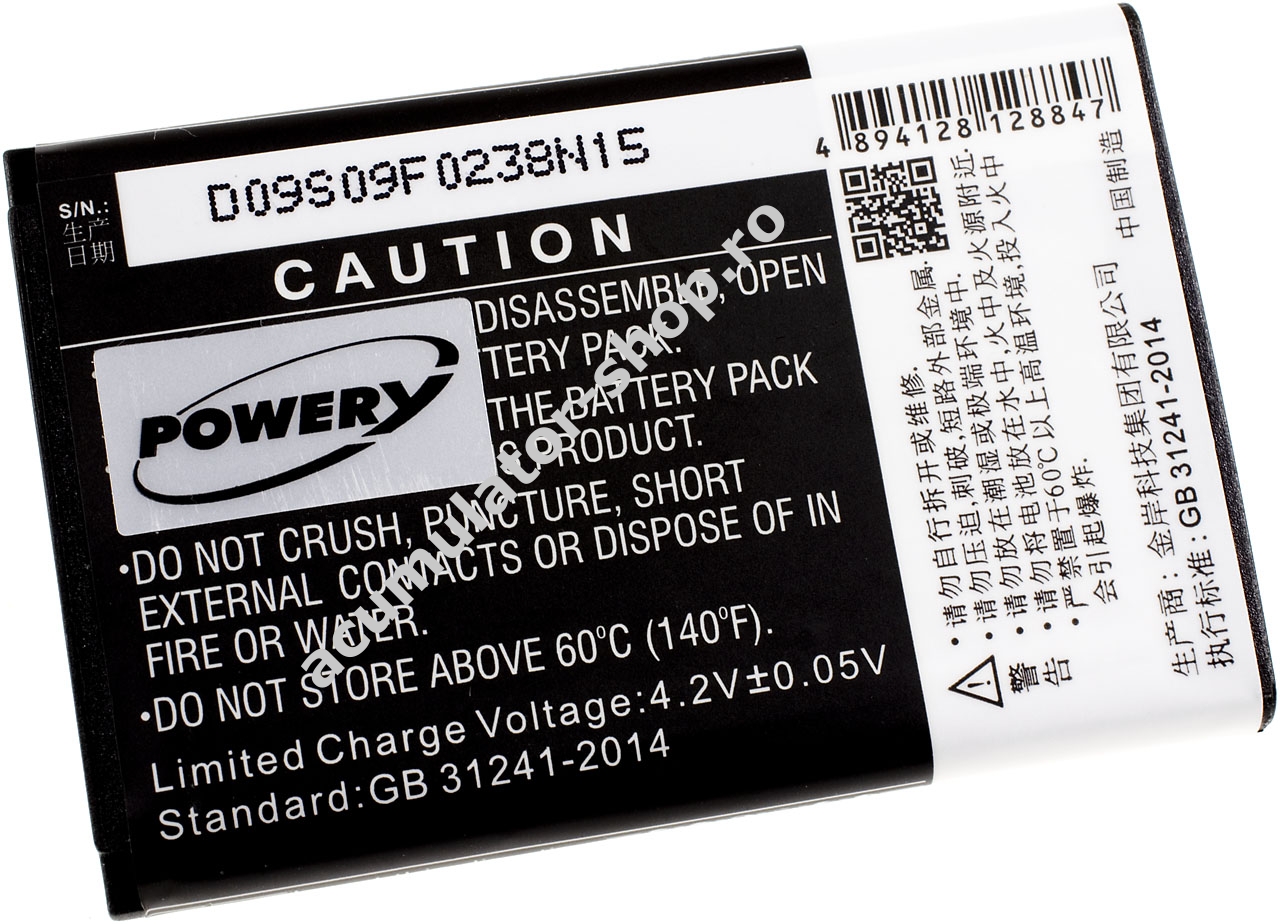 S/N.:
生产
日期
D09S09F0238N15
CAUTION
POWERY
DISASSEMBLE, OPEN
TERY PACK.
THE BATTERY PACK
S PRODUCT.
•DO NOT CRUSH, PUNCTURE, SHORT
EXTERNAL CONTACTS OR DISPOSE OF IN
FIRE OR WATER.
•DO NOT STORE ABOVE 60°C (140°F).
Limited Charge Voltage:4.2V±0.05V
Standard:GB 31241-2014
acumulator-shop.ro
4 894128 128847
警告
• 请勿自行拆开或维修.
• 请勿压迫,刺破,短路外部金属.
• 请勿放在潮湿或极端环境中.
• 请勿将电池放在水中,火中及火源附近.
• 严禁置于60℃以上高温环境,投入火中
会引起爆炸.
生产商: 金岸科技集团有限公司
执行标准: GB 31241-2014
中国制造